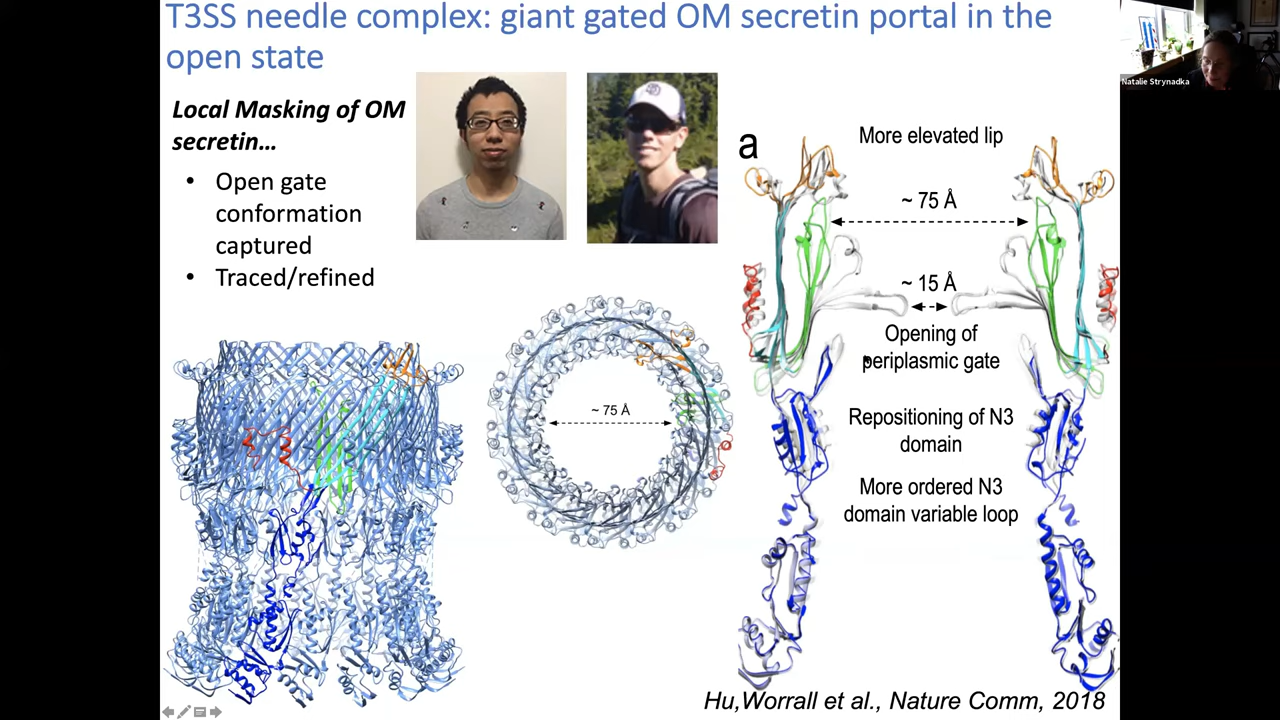 T3SS needle complex: giant gated OM secretin portal in the
open state
Local Masking of OM
secretin…
• Open gate
conformation
captured
• Traced/refined
~ 75 Å
a
More elevated lip
~ 75 Å
~ 15 Å
Opening of
periplasmic gate
Repositioning of N3
domain
More ordered N3
domain variable loop
Hu,Worrall et al., Nature Comm, 2018
Natalie Strynadka